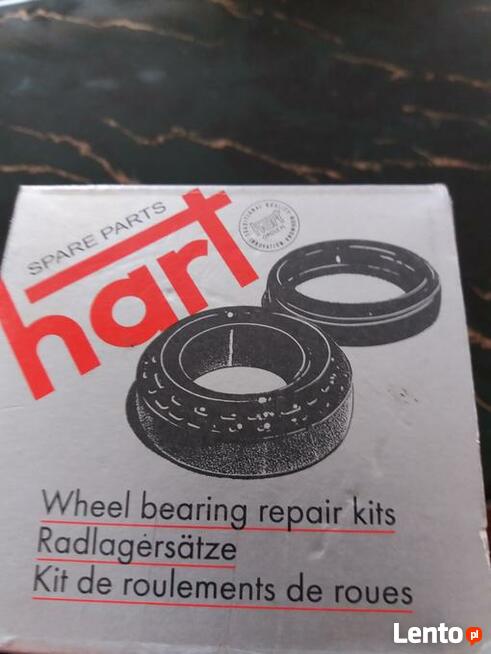 SPARE PARTS
hart
Wheel bearing repair kits
Radlagersätze
Kit de roulements de roues
Lento.pl